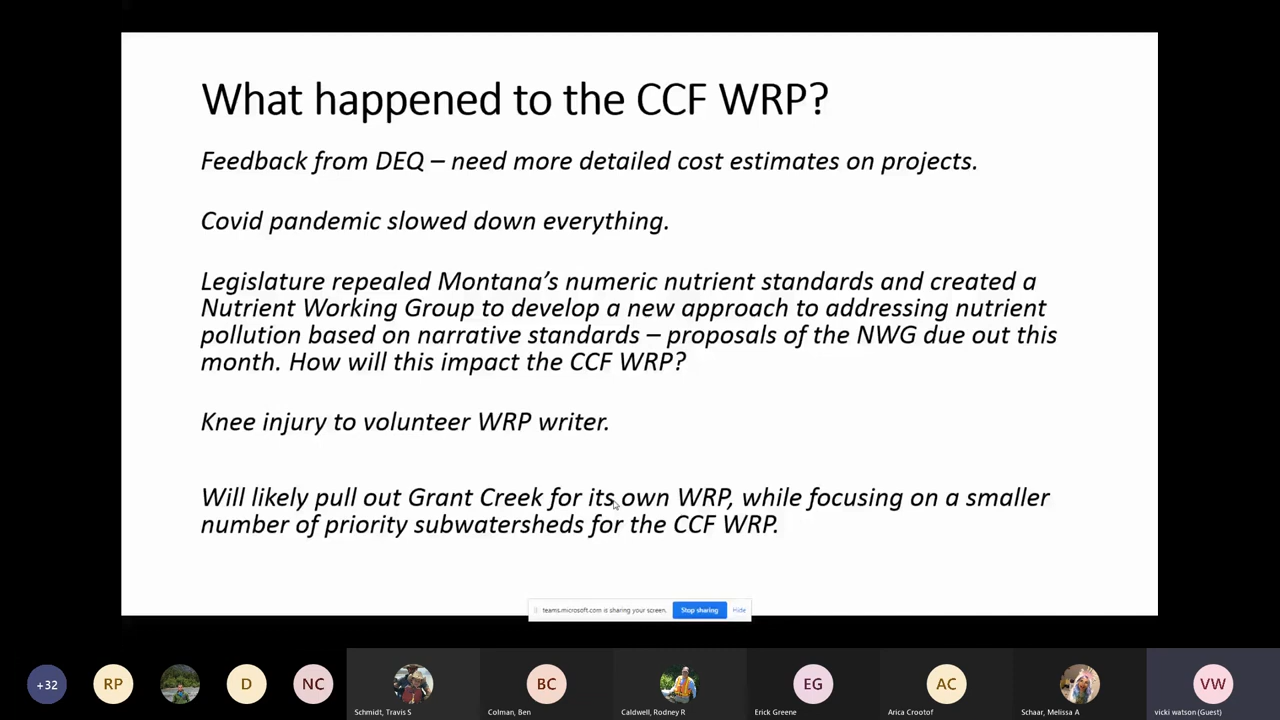 What happened to the CCF WRP?
Feedback from DEQ – need more detailed cost estimates on projects.
Covid pandemic slowed down everything.
Legislature repealed Montana’s numeric nutrient standards and created a
Nutrient Working Group to develop a new approach to addressing nutrient
pollution based on narrative standards – proposals of the NWG due out this
month. How will this impact the CCF WRP?
Knee injury to volunteer WRP writer.
Will likely pull out Grant Creek for its own WRP, while focusing on a smaller
number of priority subwatersheds for the CCF WRP.
teams.microsoft.com is sharing your screen. Stop sharing Hide
+32 RP D NC BC EG AC VW
Schmidt, Travis S Colman, Ben Caldwell, Rodney R Erick Greene Arica Crootof Schaar, Melissa A vicki watson (Guest)